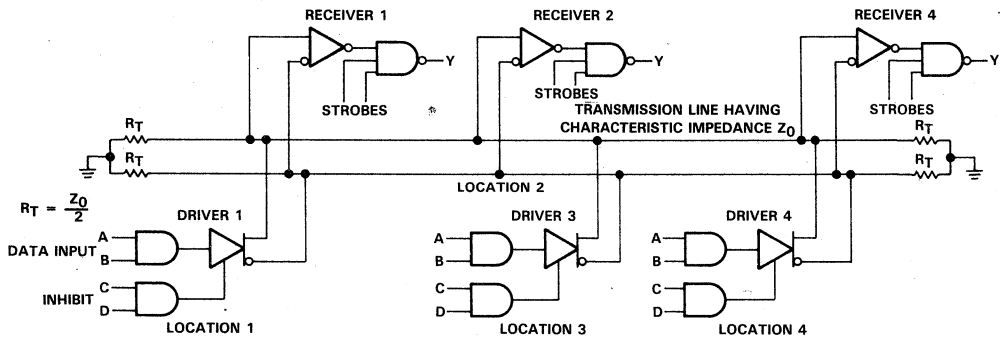 RECEIVER 1
RECEIVER 2
RECEIVER 4
Y
Y
Y
STROBES
STROBES
STROBES
TRANSMISSION LINE HAVING
CHARACTERISTIC IMPEDANCE Z0
RT
RT
RT
RT
LOCATION 2
RT = Z0/2
DRIVER 1
DRIVER 3
DRIVER 4
DATA INPUT
A
B
A
B
A
B
INHIBIT
C
D
C
D
C
D
LOCATION 1
LOCATION 3
LOCATION 4